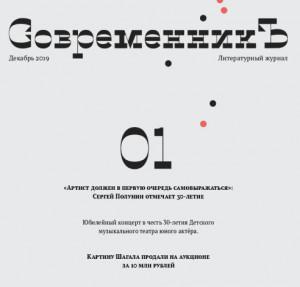 СовременникЪ
Декабрь 2019 Литературный журнал
01
«Артист должен в первую очередь самовыражаться»:
Сергей Полунин отмечает 30-летие
Юбилейный концерт в честь 30-летия Детского
музыкального театра юного актёра.
Картину Шагала продали на аукционе
за 10 млн рублей